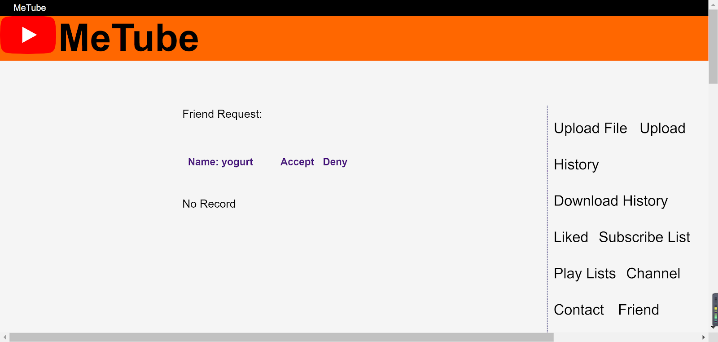 MeTube
MeTube
Friend Request:
Name: yogurt Accept Deny
No Record
Upload File Upload
History
Download History
Liked Subscribe List
Play Lists Channel
Contact Friend